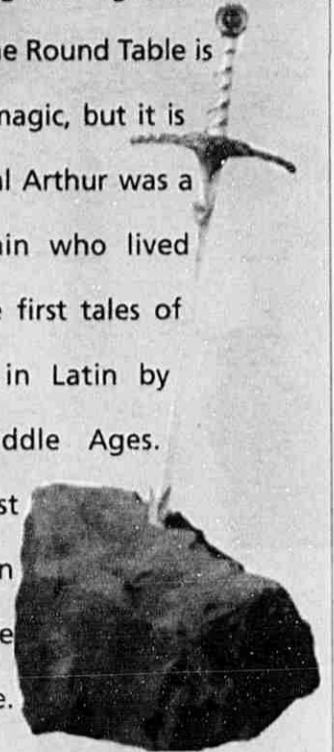 e Round Table is
magic, but it is
l Arthur was a
in who lived
first tales of
in Latin by
ddle Ages.
st
n
e
e.